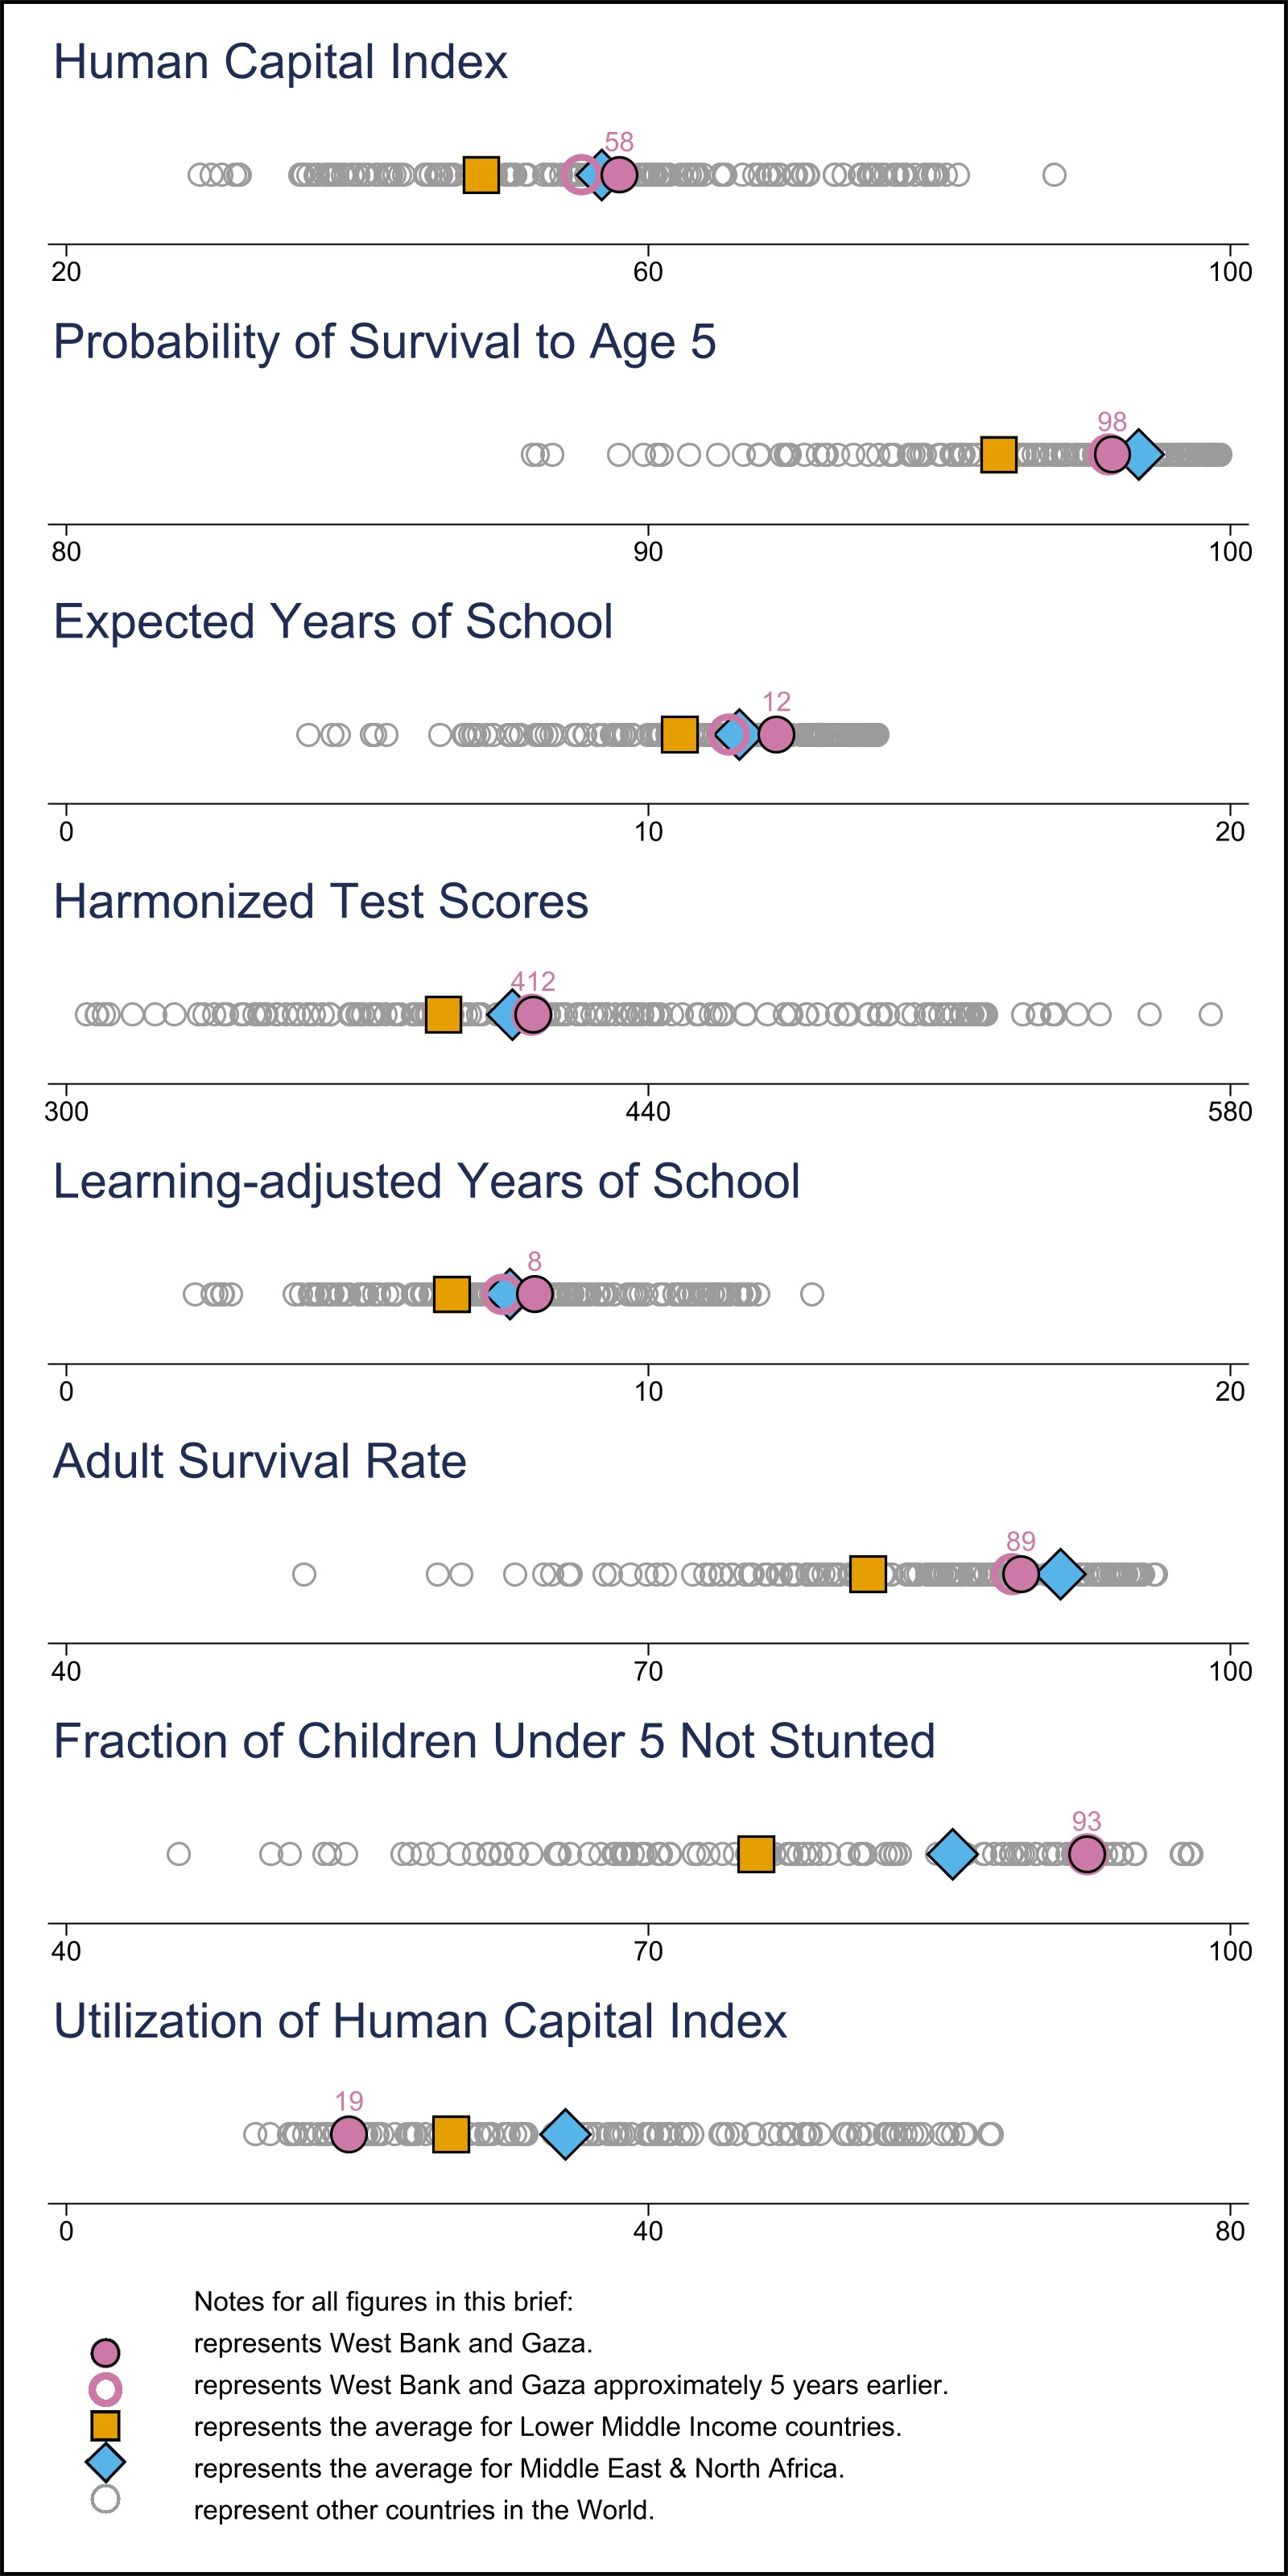 Human Capital Index
58
20 60 100
Probability of Survival to Age 5
98
80 90 100
Expected Years of School
12
0 10 20
Harmonized Test Scores
412
300 440 580
Learning-adjusted Years of School
8
0 10 20
Adult Survival Rate
89
40 70 100
Fraction of Children Under 5 Not Stunted
93
40 70 100
Utilization of Human Capital Index
19
0 40 80
Notes for all figures in this brief:
represents West Bank and Gaza.
represents West Bank and Gaza approximately 5 years earlier.
represents the average for Lower Middle Income countries.
represents the average for Middle East & North Africa.
represent other countries in the World.